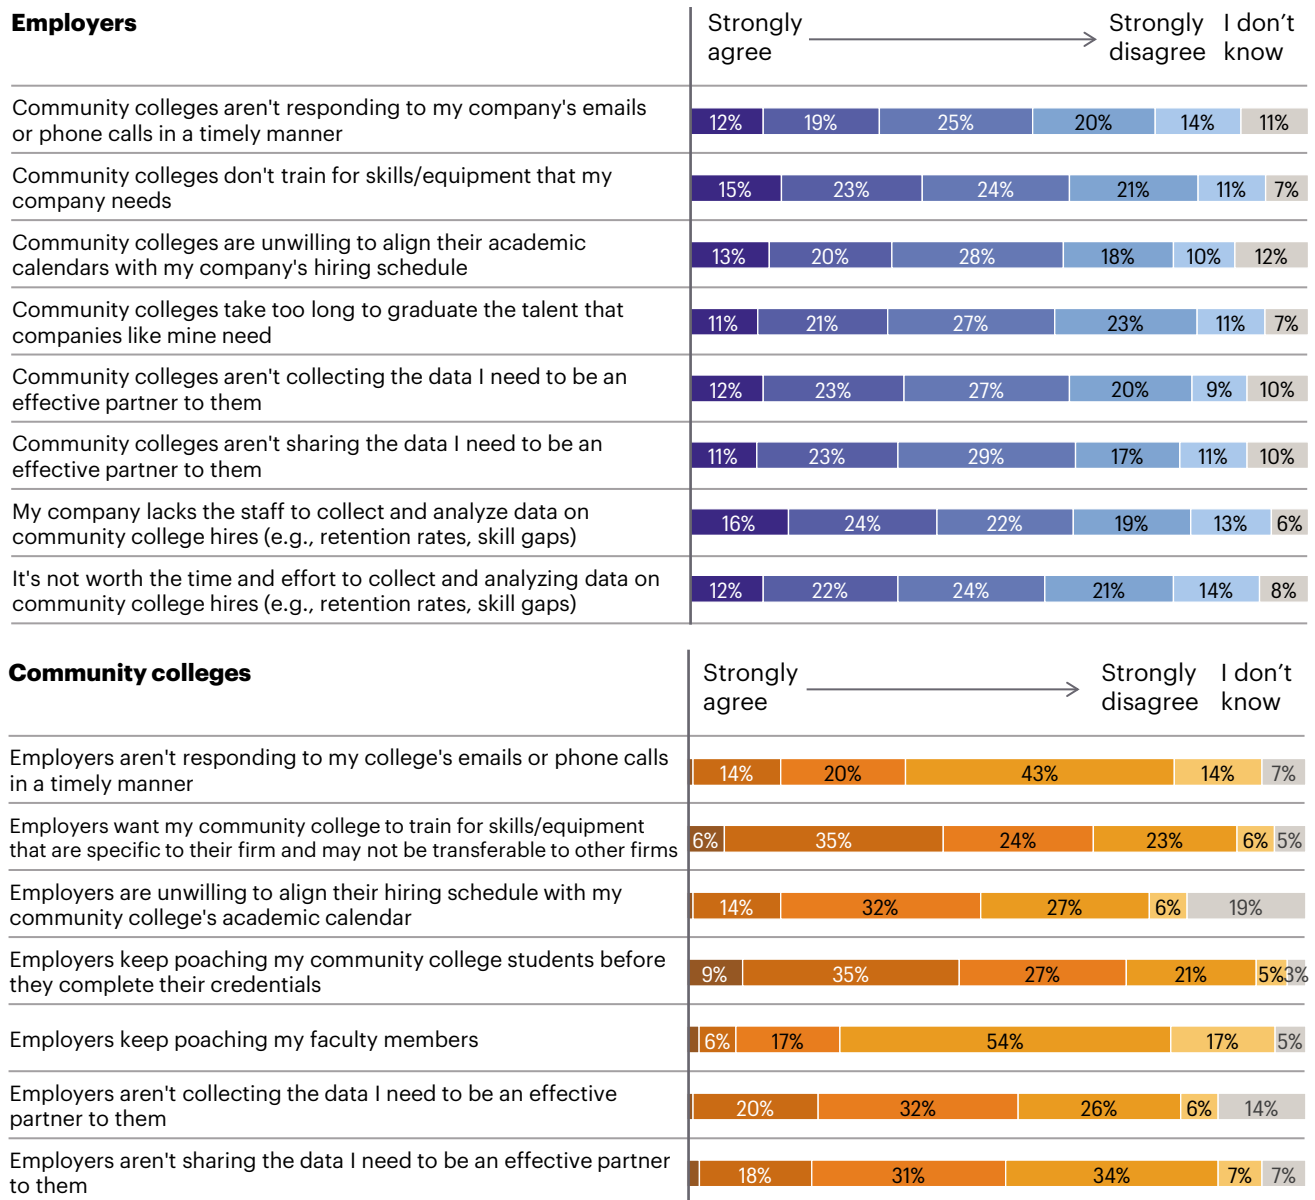 Employers
Strongly agree
Strongly disagree
I don’t know
Community colleges aren't responding to my company's emails
or phone calls in a timely manner
12% 19% 25% 20% 14% 11%
Community colleges don't train for skills/equipment that my
company needs
15% 23% 24% 21% 11% 7%
Community colleges are unwilling to align their academic
calendars with my company's hiring schedule
13% 20% 28% 18% 10% 12%
Community colleges take too long to graduate the talent that
companies like mine need
11% 21% 27% 23% 11% 7%
Community colleges aren't collecting the data I need to be an
effective partner to them
12% 23% 27% 20% 9% 10%
Community colleges aren't sharing the data I need to be an
effective partner to them
11% 23% 29% 17% 11% 10%
My company lacks the staff to collect and analyze data on
community college hires (e.g., retention rates, skill gaps)
16% 24% 22% 19% 13% 6%
It's not worth the time and effort to collect and analyzing data on
community college hires (e.g., retention rates, skill gaps)
12% 22% 24% 21% 14% 8%
Community colleges
Strongly agree
Strongly disagree
I don’t know
Employers aren't responding to my college's emails or phone calls
in a timely manner
14% 20% 43% 14% 7%
Employers want my community college to train for skills/equipment
that are specific to their firm and may not be transferable to other firms
6% 35% 24% 23% 6% 5%
Employers are unwilling to align their hiring schedule with my
community college's academic calendar
14% 32% 27% 6% 19%
Employers keep poaching my community college students before
they complete their credentials
9% 35% 27% 21% 5% 3%
Employers keep poaching my faculty members
6% 17% 54% 17% 5%
Employers aren't collecting the data I need to be an effective
partner to them
20% 32% 26% 6% 14%
Employers aren't sharing the data I need to be an effective partner
to them
18% 31% 34% 7% 7%